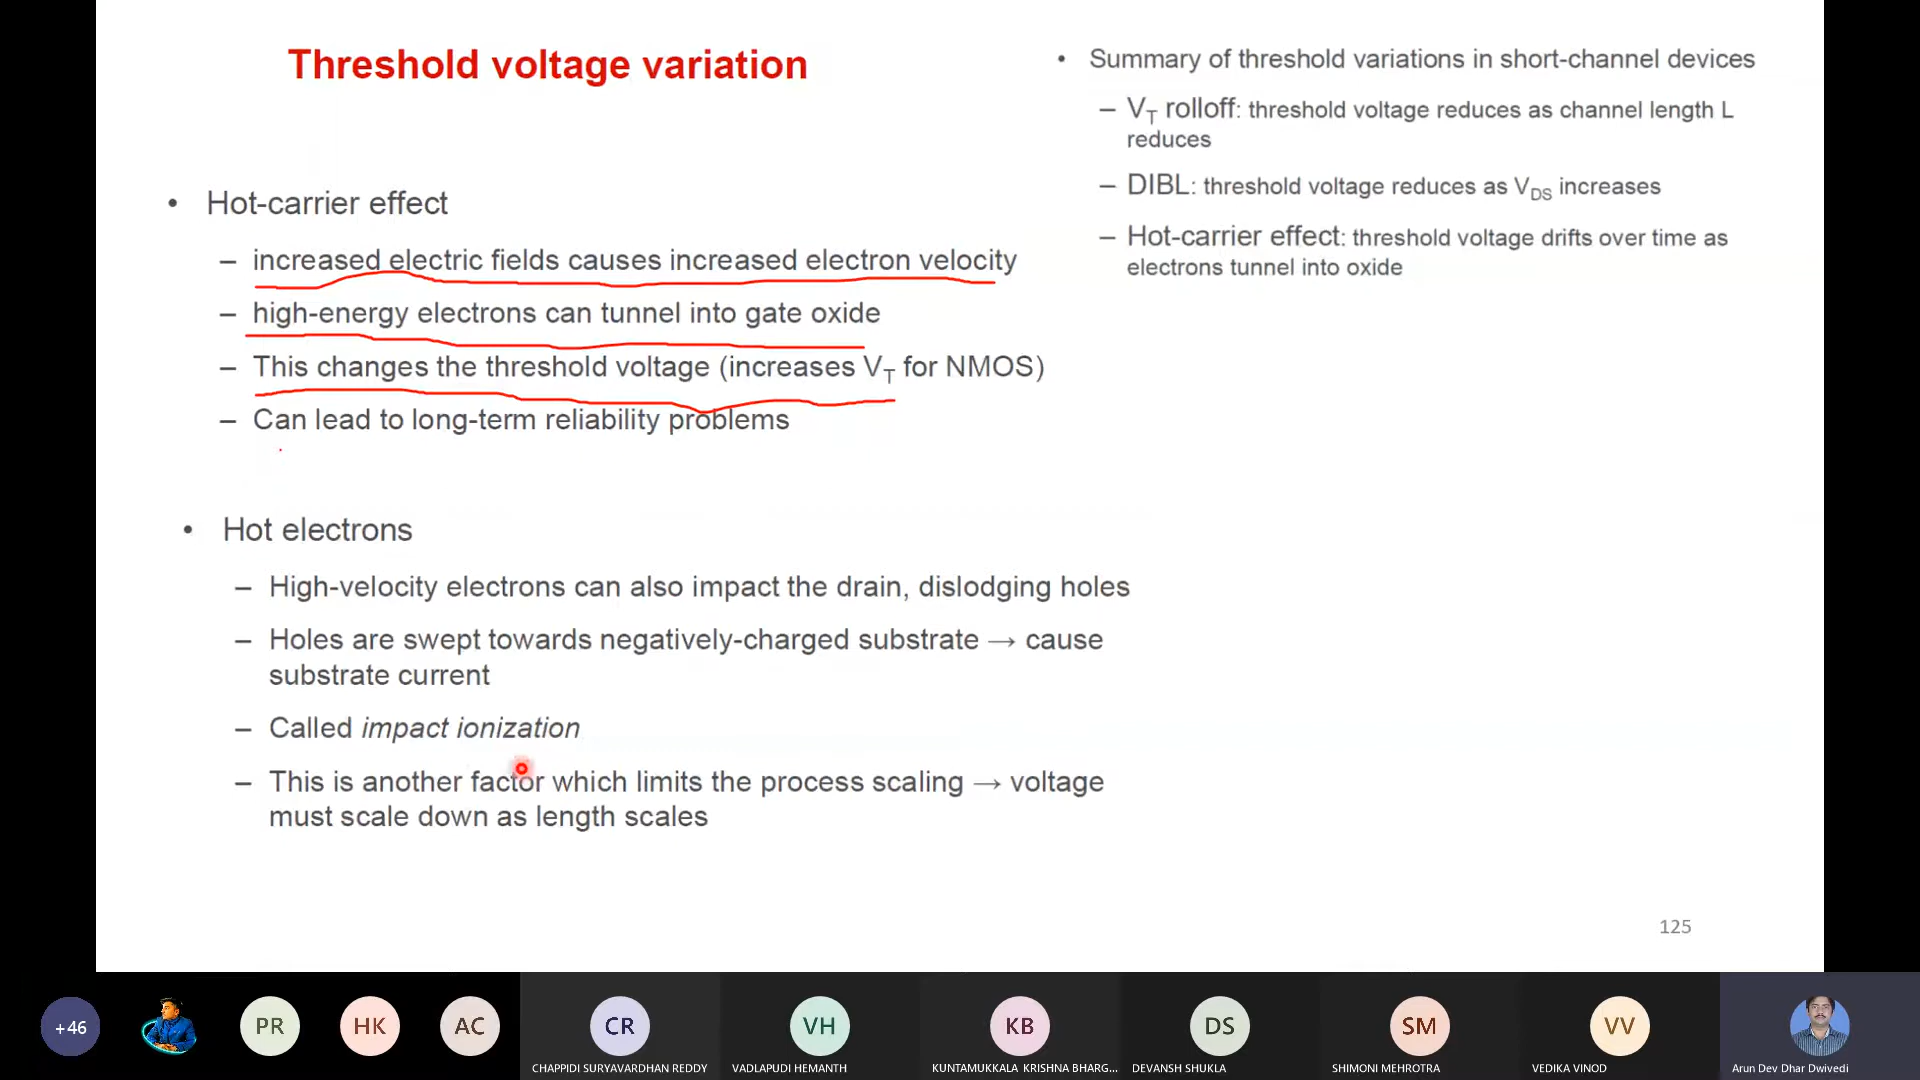 Threshold voltage variation
• Hot-carrier effect
– increased electric fields causes increased electron velocity
– high-energy electrons can tunnel into gate oxide
– This changes the threshold voltage (increases VT for NMOS)
– Can lead to long-term reliability problems
• Hot electrons
– High-velocity electrons can also impact the drain, dislodging holes
– Holes are swept towards negatively-charged substrate → cause
substrate current
– Called impact ionization
– This is another factor which limits the process scaling → voltage
must scale down as length scales
• Summary of threshold variations in short-channel devices
– VT rolloff: threshold voltage reduces as channel length L
reduces
– DIBL: threshold voltage reduces as VDS increases
– Hot-carrier effect: threshold voltage drifts over time as
electrons tunnel into oxide
125
+46
PR
HK
AC
CR
VH
KB
DS
SM
VV
CHAPPIDI SURYAVARDHAN REDDY
VADLAPUDI HEMANTH
KUNTAMUKKALA KRISHNA BHARG...
DEVANSH SHUKLA
SHIMONI MEHROTRA
VEDIKA VINOD
Arun Dev Dhar Dwivedi